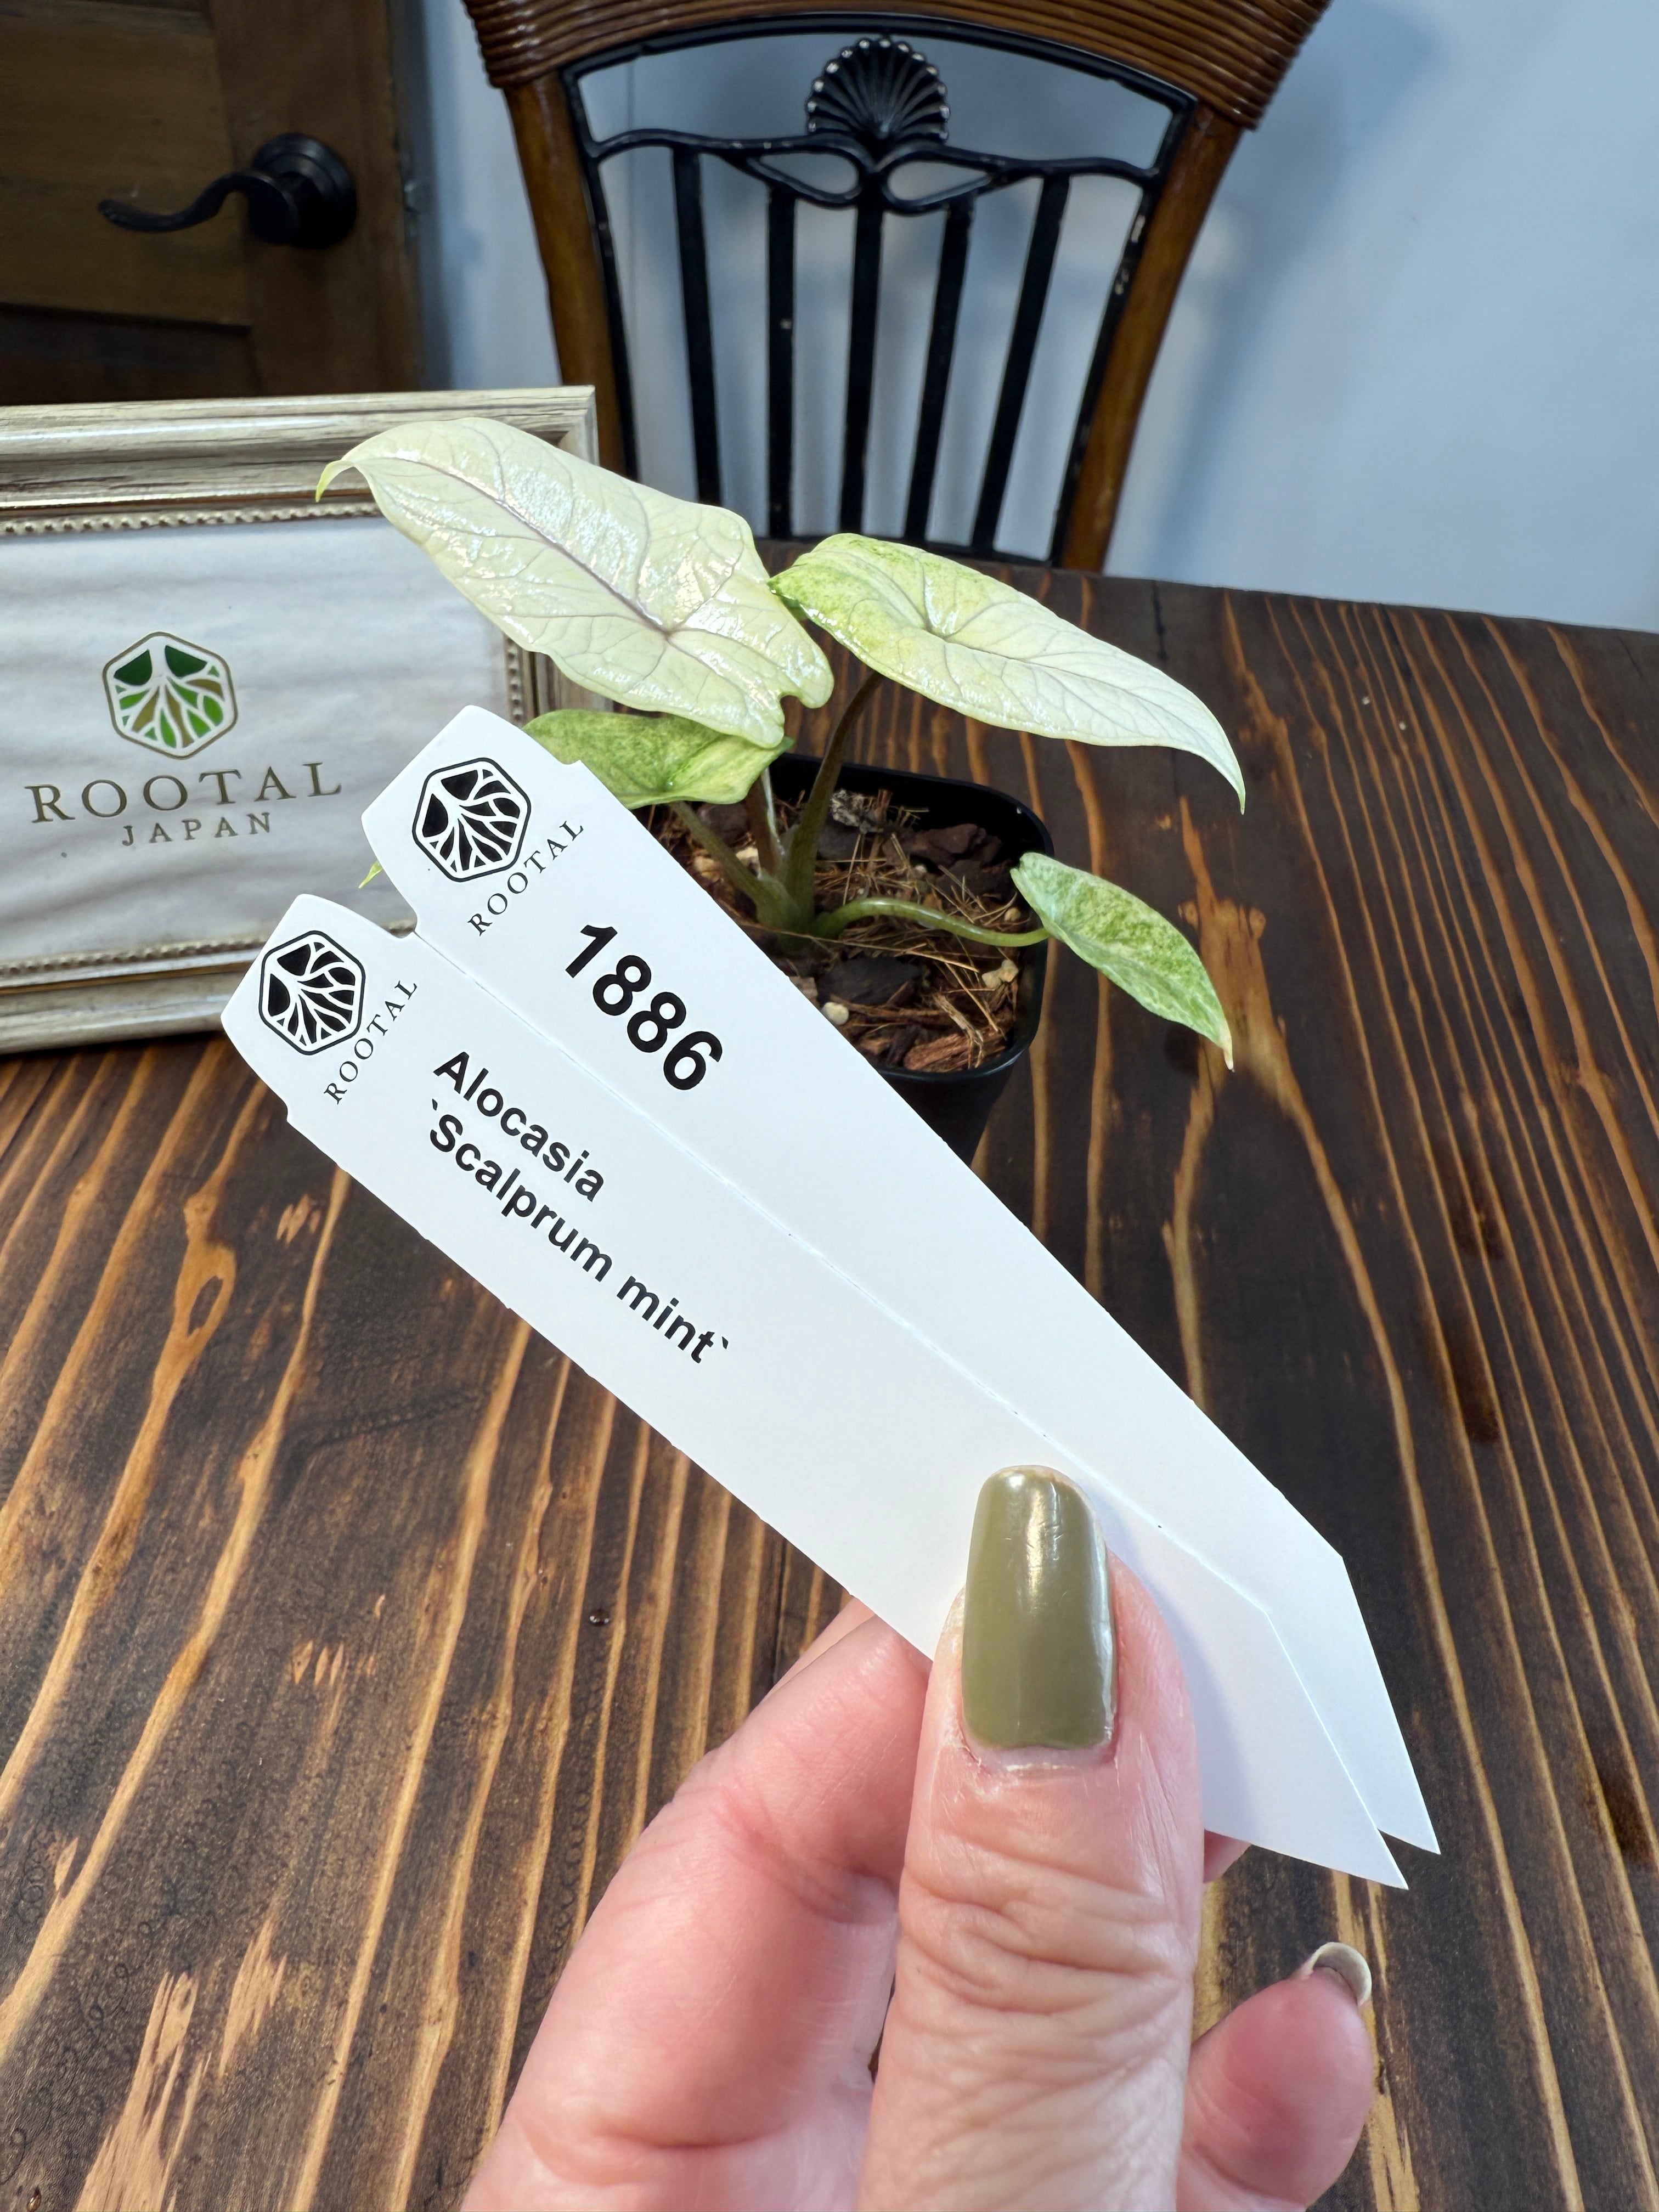 ROOTAL
JAPAN
ROOTAL
1886
ROOTAL
Alocasia
`Scalprum mint`